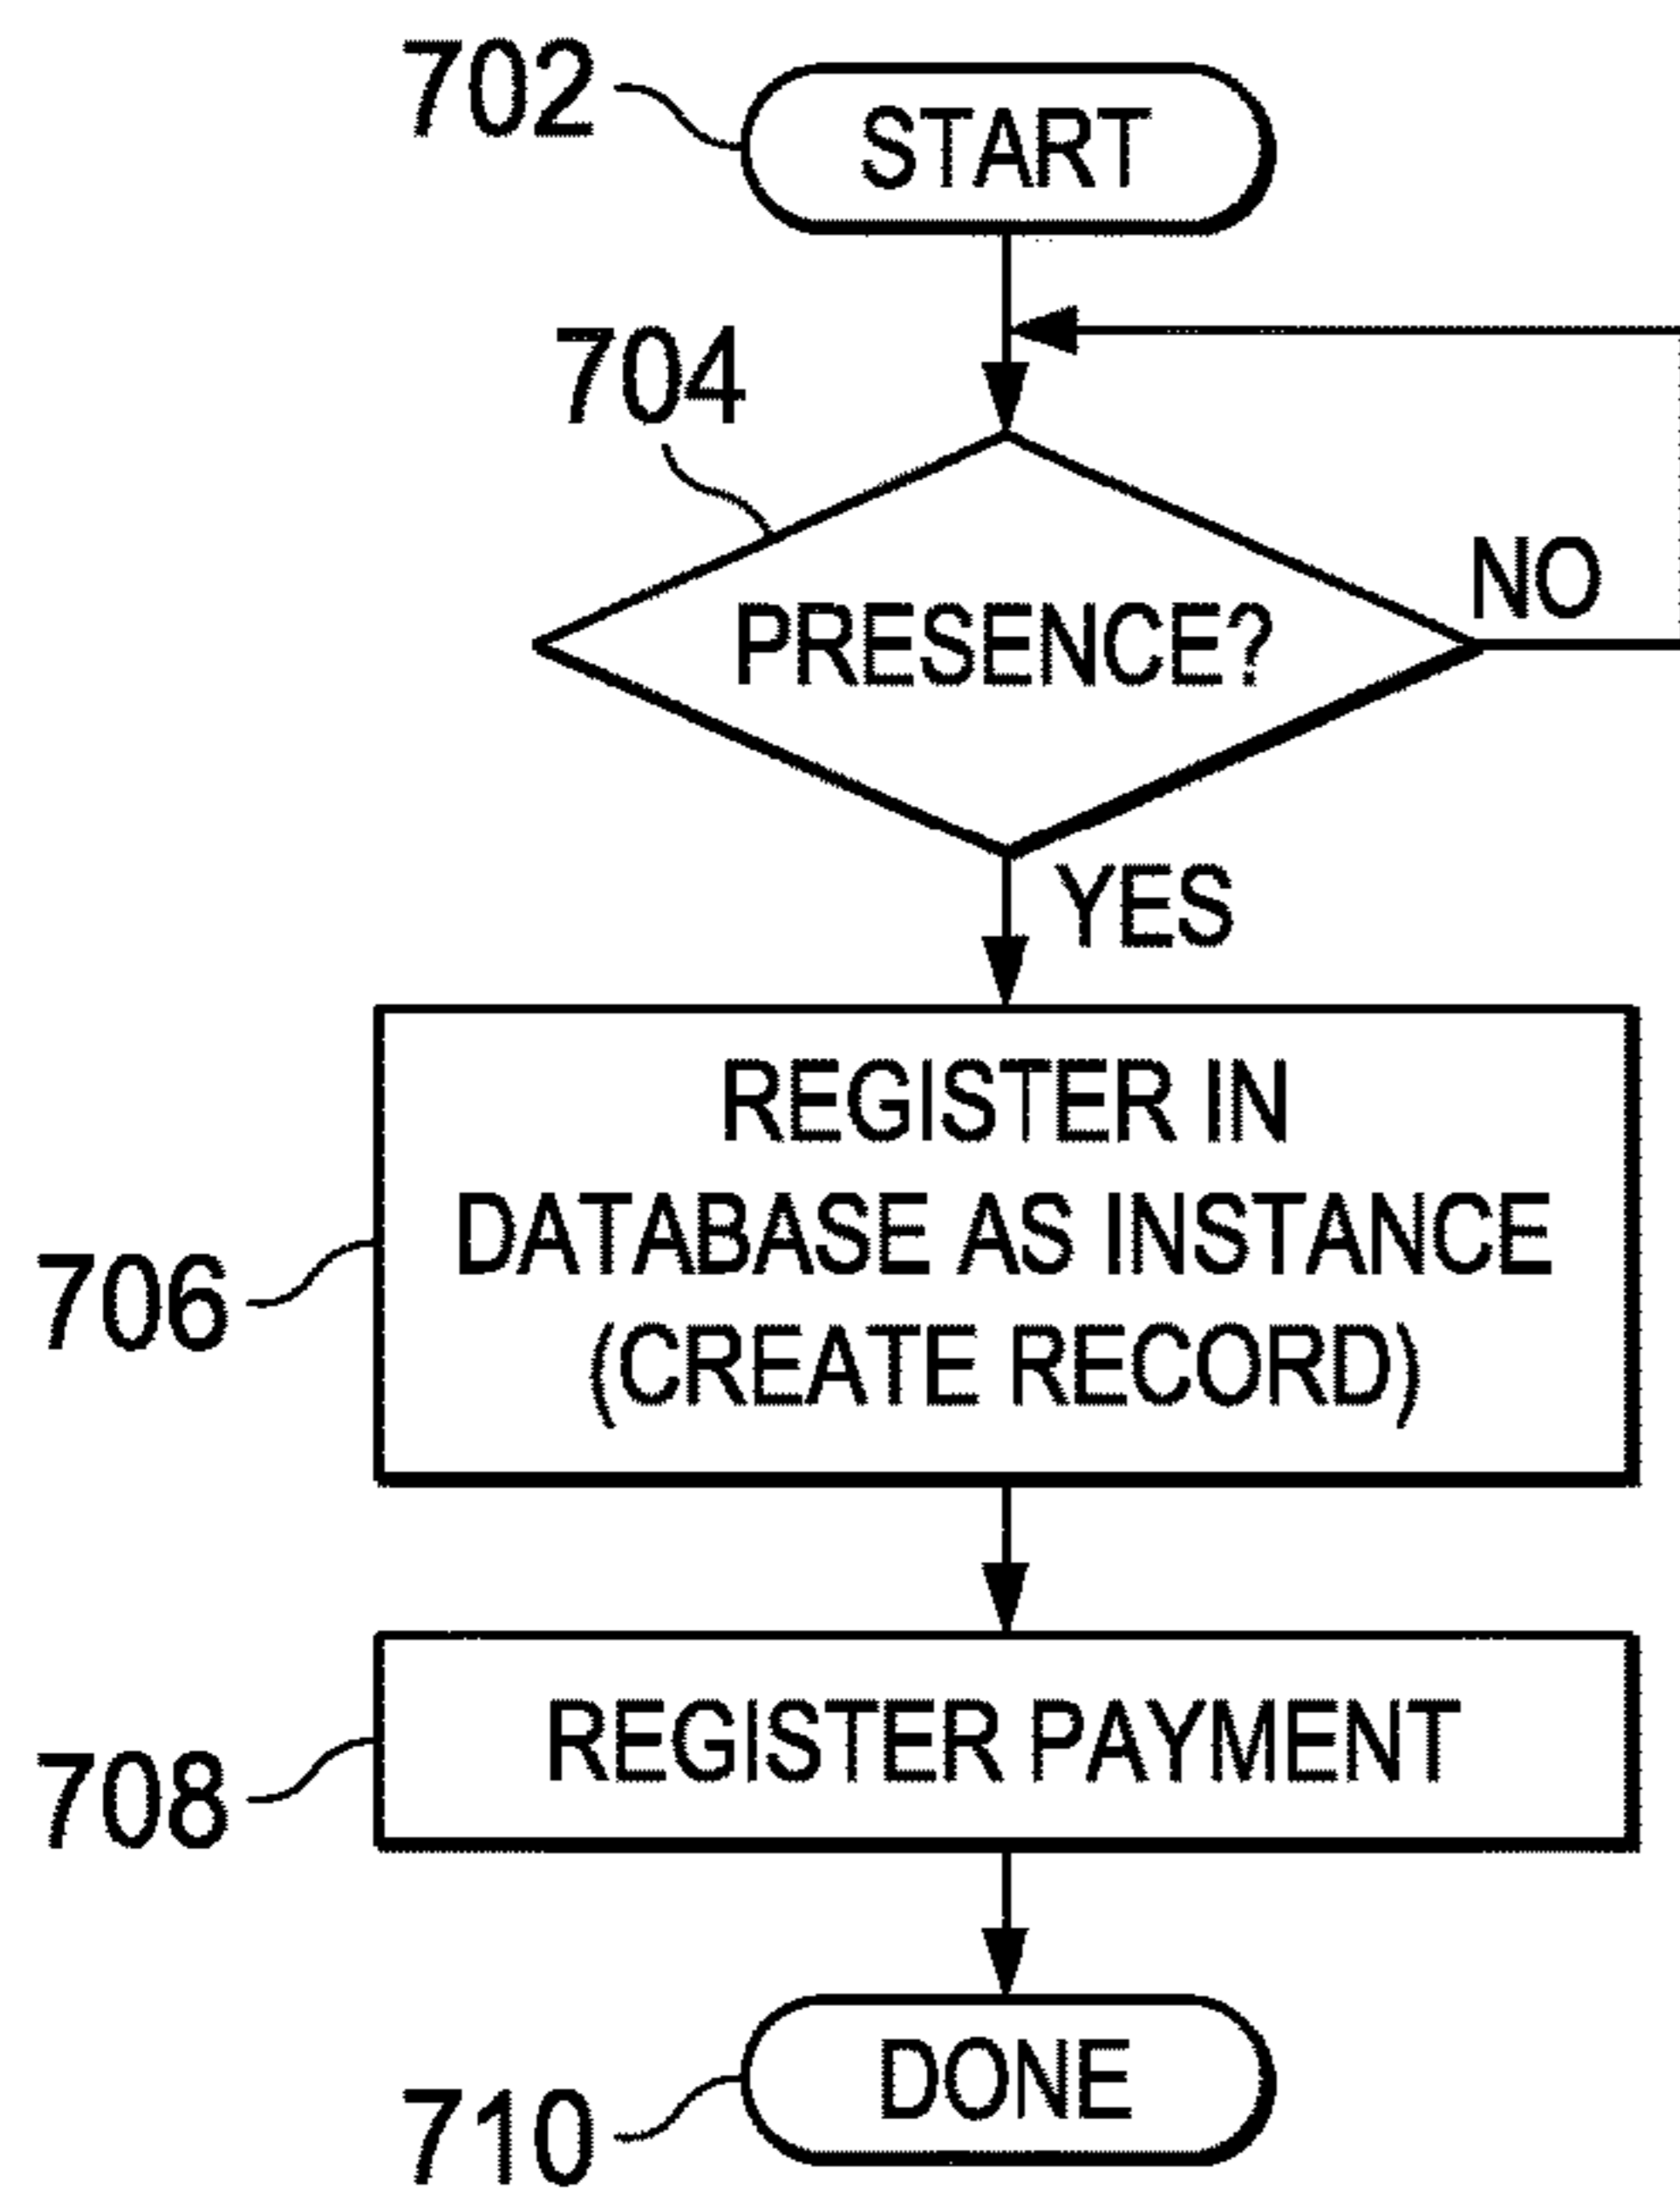 702
START
704
PRESENCE?
NO
YES
REGISTER IN
DATABASE AS INSTANCE
(CREATE RECORD)
706
REGISTER PAYMENT
708
DONE
710